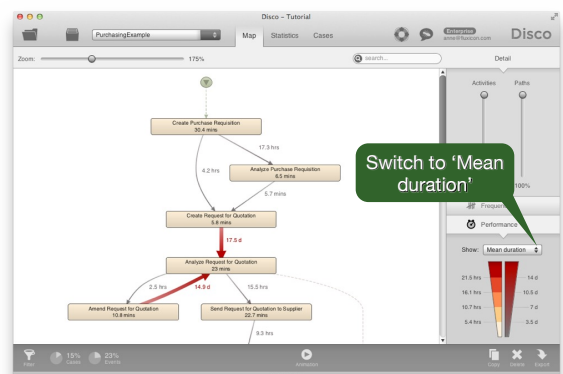 Disco - Tutorial
PurchasingExample
Map
Statistics
Cases
Enterprise
anne@fluxicon.com
Disco
Zoom:
175%
search...
Detail
Activities
Paths
Create Purchase Requisition
30.4 mins
17.3 hrs
4.2 hrs
Analyze Purchase Requisition
6.5 mins
5.7 mins
Switch to ‘Mean
duration’
100%
Create Request for Quotation
5.8 mins
Frequency
Performance
17.5 d
Show:
Mean duration
Analyze Request for Quotation
23 mins
21.5 hrs
14 d
2.3 hrs
14.9 d
15.5 hrs
16.1 hrs
10.5 d
Amend Request for Quotation
10.8 mins
Send Request for Quotation to Supplier
22.7 mins
10.7 hrs
7 d
5.4 hrs
3.5 d
9.3 hrs
Filter
15%
Cases
23%
Events
Animation
Copy
Delete
Export